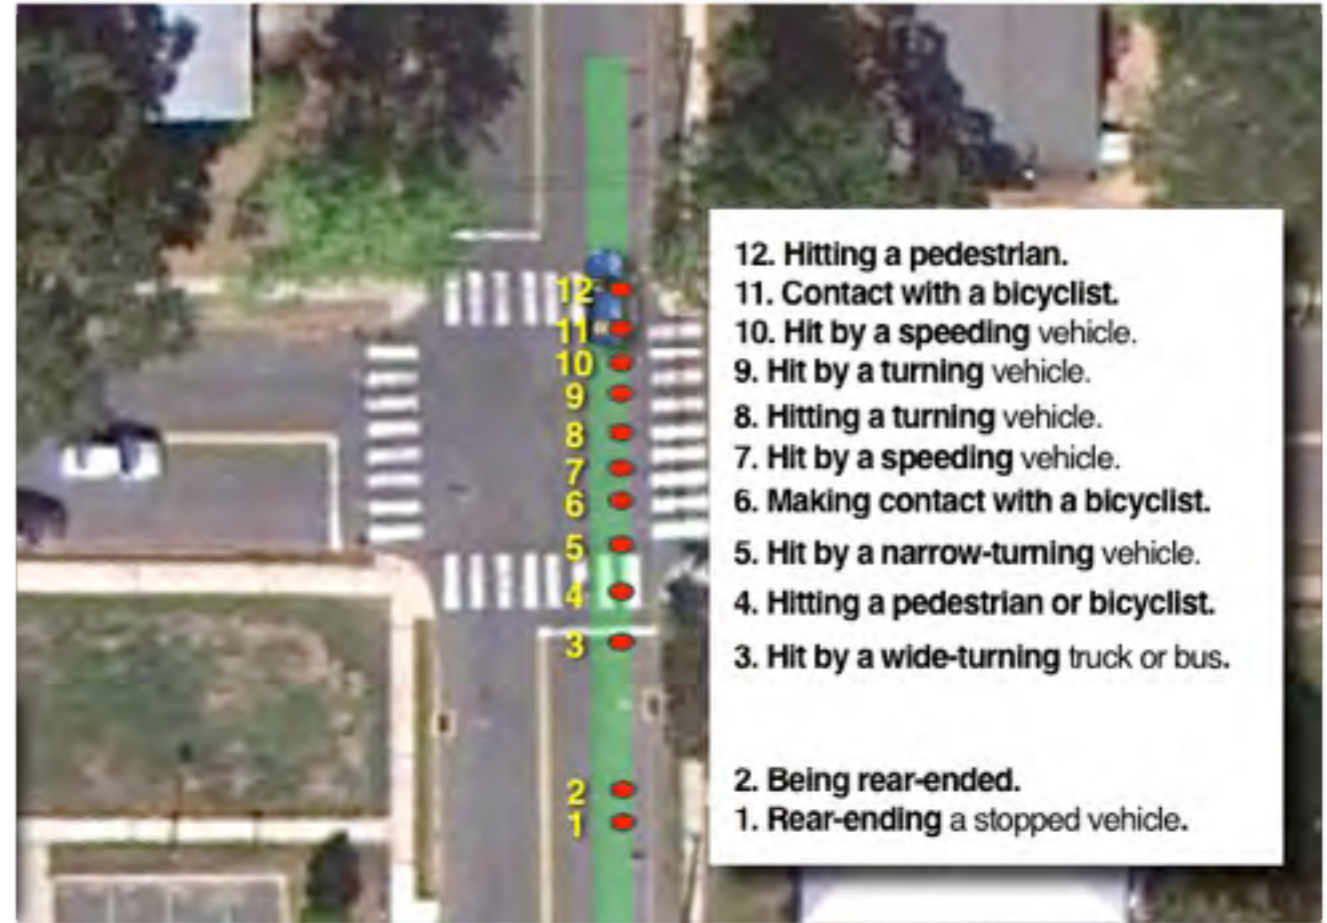 12
11
10
9
8
7
6
5
4
3
2
1
12. Hitting a pedestrian.
11. Contact with a bicyclist.
10. Hit by a speeding vehicle.
9. Hit by a turning vehicle.
8. Hitting a turning vehicle.
7. Hit by a speeding vehicle.
6. Making contact with a bicyclist.
5. Hit by a narrow-turning vehicle.
4. Hitting a pedestrian or bicyclist.
3. Hit by a wide-turning truck or bus.
2. Being rear-ended.
1. Rear-ending a stopped vehicle.